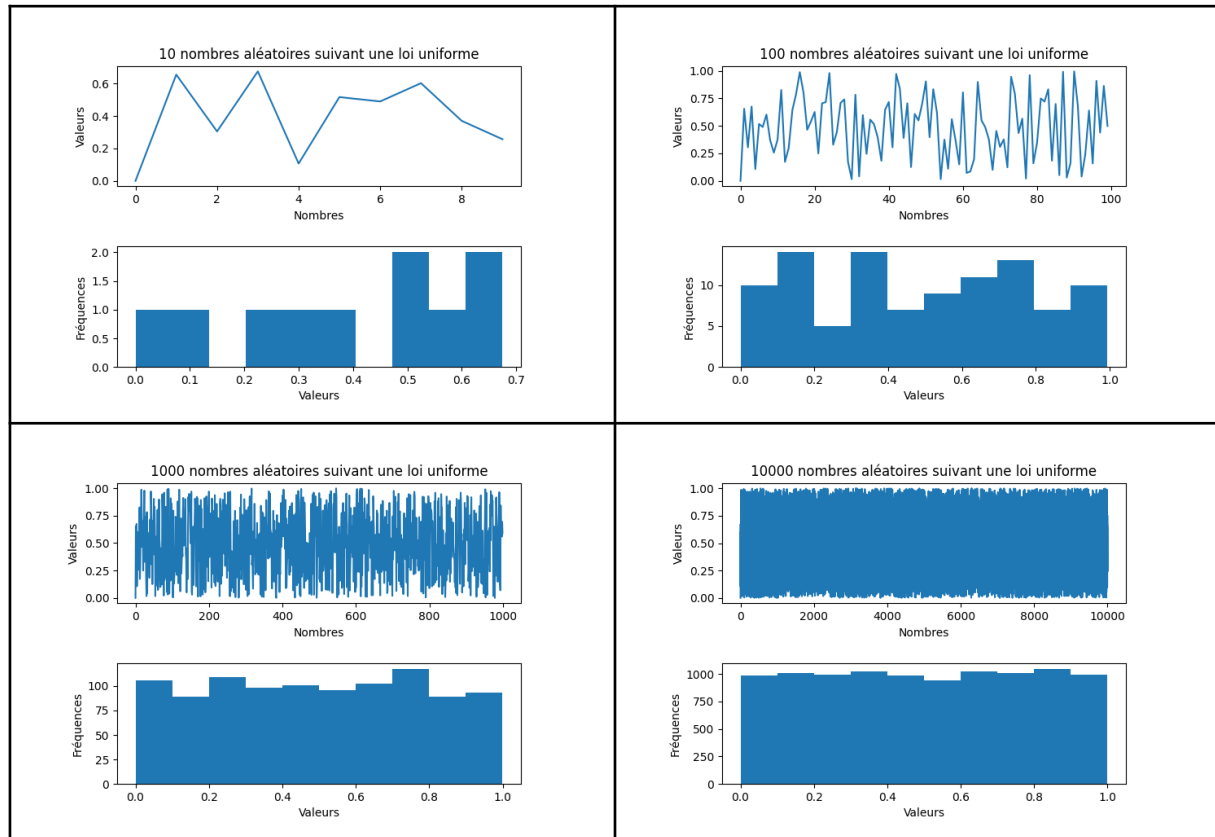 10 nombres aléatoires suivant une loi uniforme
0.6
0.4
0.2
0.0
Valeurs
0 2 4 6 8
Nombres
2.0
1.5
1.0
0.5
0.0
Fréquences
0.0 0.1 0.2 0.3 0.4 0.5 0.6 0.7
Valeurs
100 nombres aléatoires suivant une loi uniforme
1.00
0.75
0.50
0.25
0.00
Valeurs
0 20 40 60 80 100
Nombres
10
5
0
Fréquences
0.0 0.2 0.4 0.6 0.8 1.0
Valeurs
1000 nombres aléatoires suivant une loi uniforme
1.00
0.75
0.50
0.25
0.00
Valeurs
0 200 400 600 800 1000
Nombres
100
75
50
25
0
Fréquences
0.0 0.2 0.4 0.6 0.8 1.0
Valeurs
10000 nombres aléatoires suivant une loi uniforme
1.00
0.75
0.50
0.25
0.00
Valeurs
0 2000 4000 6000 8000 10000
Nombres
1000
750
500
250
0
Fréquences
0.0 0.2 0.4 0.6 0.8 1.0
Valeurs